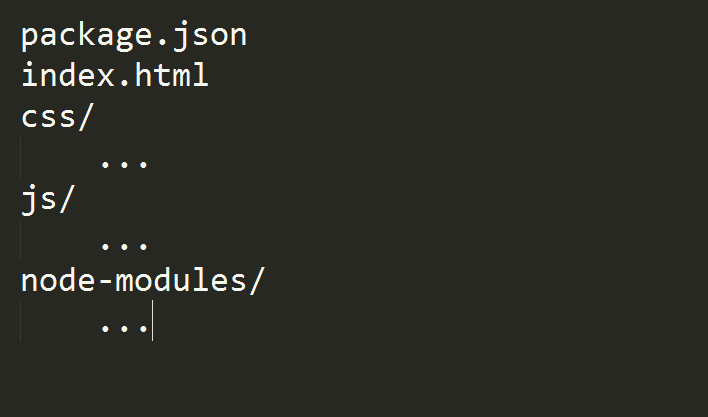 package.json
index.html
css/
    ...
js/
    ...
node-modules/
    ...